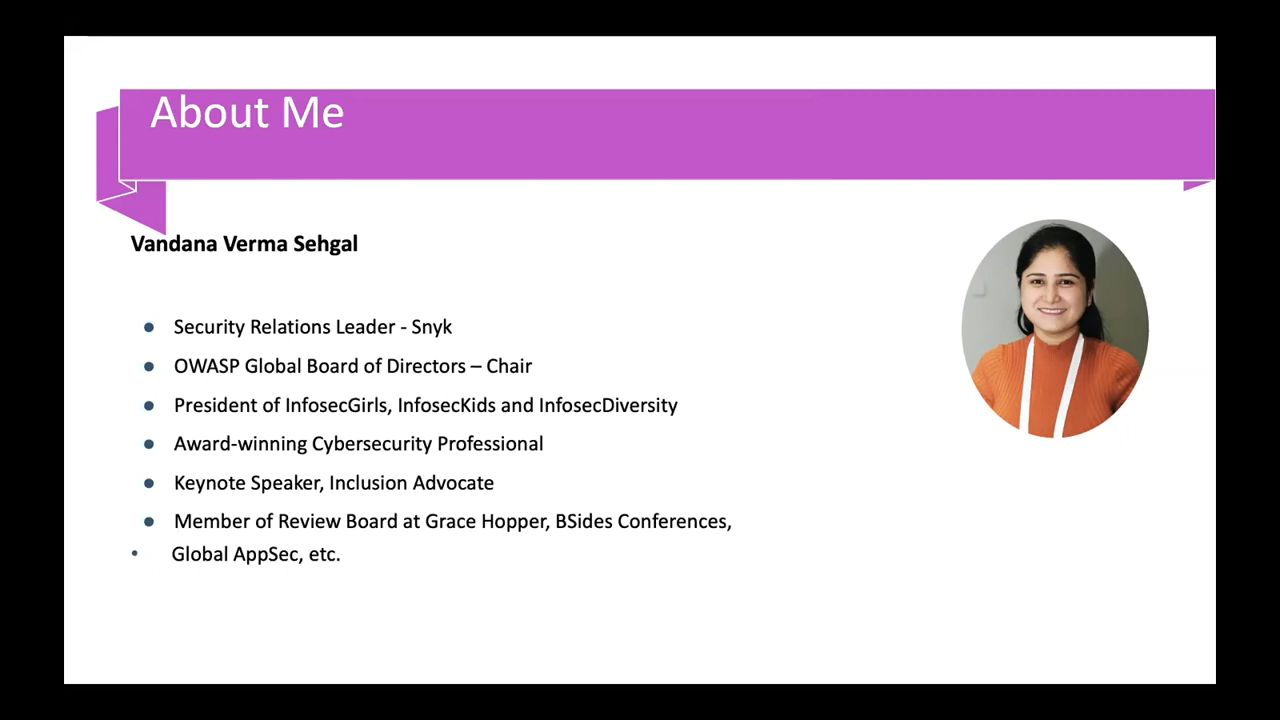 About Me
Vandana Verma Sehgal
● Security Relations Leader - Snyk
● OWASP Global Board of Directors – Chair
● President of InfosecGirls, InfosecKids and InfosecDiversity
● Award-winning Cybersecurity Professional
● Keynote Speaker, Inclusion Advocate
● Member of Review Board at Grace Hopper, BSides Conferences,
• Global AppSec, etc.